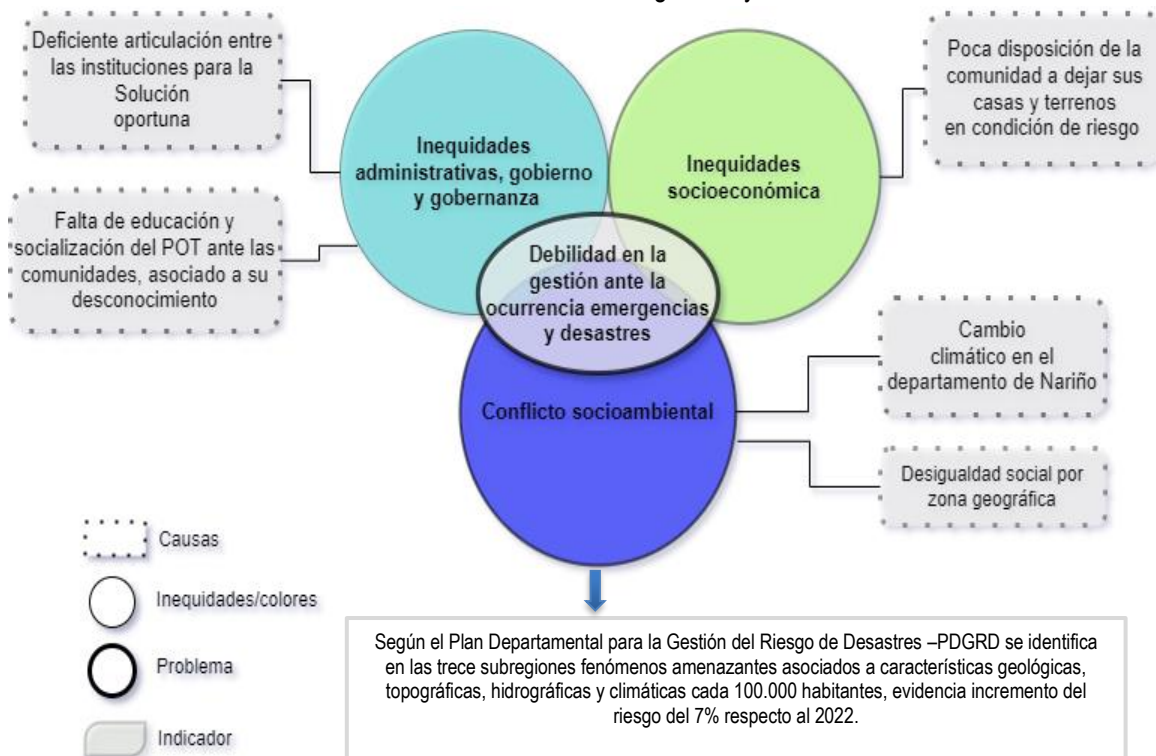 Deficiente articulación entre
las instituciones para la
Solución
oportuna
Poca disposición de la
comunidad a dejar sus
casas y terrenos
en condición de riesgo
Inequidades
administrativas, gobierno
y gobernanza
Inequidades
socioeconómica
Falta de educación y
socialización del POT ante las
comunidades, asociado a su
desconocimiento
Debilidad en la
gestión ante la
ocurrencia emergencias
y desastres
Cambio
climático en el
departamento de Nariño
Conflicto socioambiental
Desigualdad social por
zona geográfica
Causas
Inequidades/colores
Problema
Indicador
Según el Plan Departamental para la Gestión del Riesgo de Desastres –PDGRD se identifica
en las trece subregiones fenómenos amenazantes asociados a características geológicas,
topográficas, hidrográficas y climáticas cada 100.000 habitantes, evidencia incremento del
riesgo del 7% respecto al 2022.